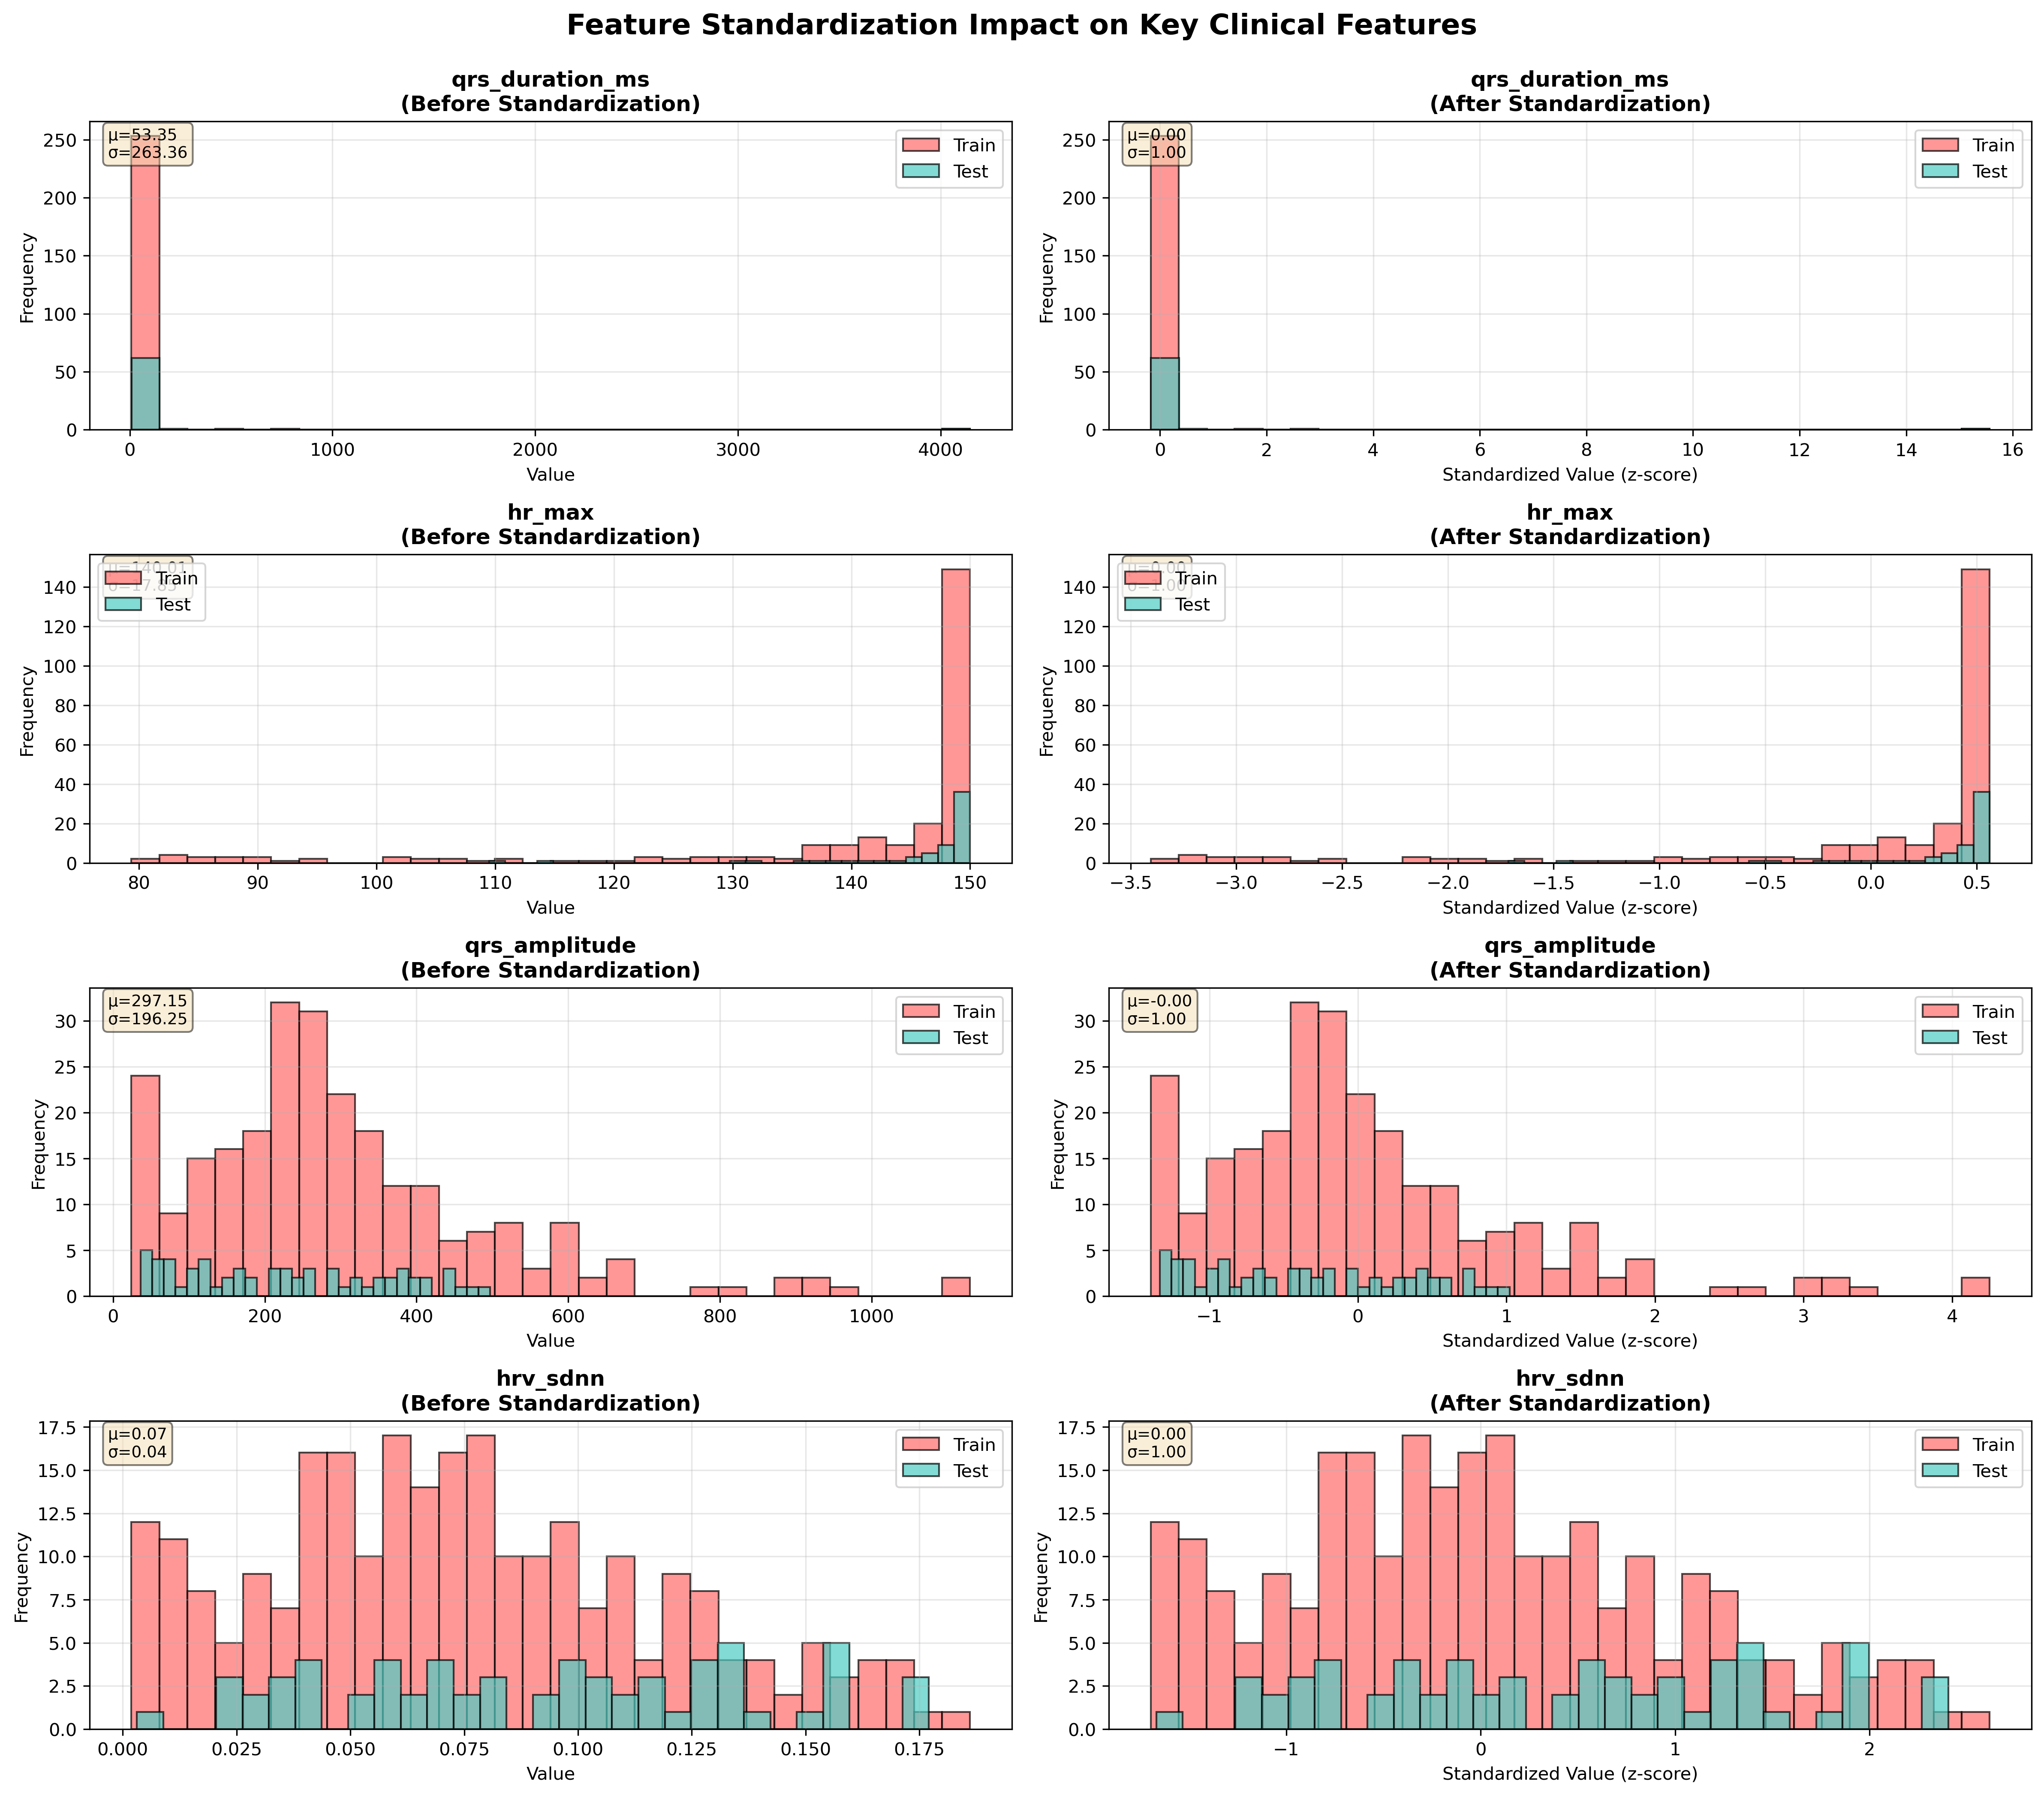 Feature Standardization Impact on Key Clinical Features
qrs_duration_ms
(Before Standardization)
μ=53.35
σ=263.36
Train
Test
Frequency
250
200
150
100
50
0
0 1000 2000 3000 4000
Value
qrs_duration_ms
(After Standardization)
μ=0.00
σ=1.00
Train
Test
Frequency
250
200
150
100
50
0
0 2 4 6 8 10 12 14 16
Standardized Value (z-score)
hr_max
(Before Standardization)
μ=140.01
Train
Test
Frequency
140
120
100
80
60
40
20
0
80 90 100 110 120 130 140 150
Value
hr_max
(After Standardization)
μ=0.00
σ=1.00
Train
Test
Frequency
140
120
100
80
60
40
20
0
−3.5 −3.0 −2.5 −2.0 −1.5 −1.0 −0.5 0.0 0.5
Standardized Value (z-score)
qrs_amplitude
(Before Standardization)
μ=297.15
σ=196.25
Train
Test
Frequency
30
25
20
15
10
5
0
0 200 400 600 800 1000
Value
qrs_amplitude
(After Standardization)
μ=-0.00
σ=1.00
Train
Test
Frequency
30
25
20
15
10
5
0
−1 0 1 2 3 4
Standardized Value (z-score)
hrv_sdnn
(Before Standardization)
μ=0.07
σ=0.04
Train
Test
Frequency
17.5
15.0
12.5
10.0
7.5
5.0
2.5
0.0
0.000 0.025 0.050 0.075 0.100 0.125 0.150 0.175
Value
hrv_sdnn
(After Standardization)
μ=0.00
σ=1.00
Train
Test
Frequency
17.5
15.0
12.5
10.0
7.5
5.0
2.5
0.0
−1 0 1 2
Standardized Value (z-score)